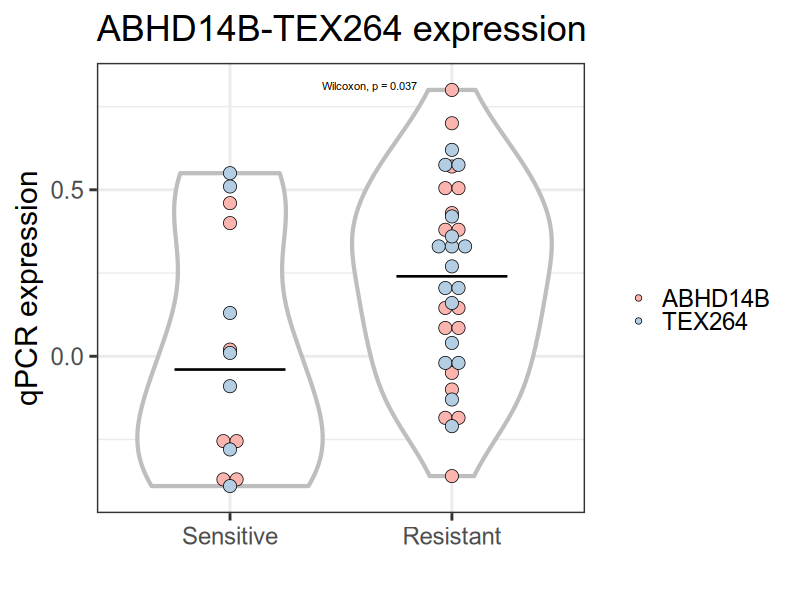 ABHD14B-TEX264 expression
Wilcoxon, p = 0.037
qPCR expression
0.5
0.0
Sensitive
Resistant
ABHD14B
TEX264